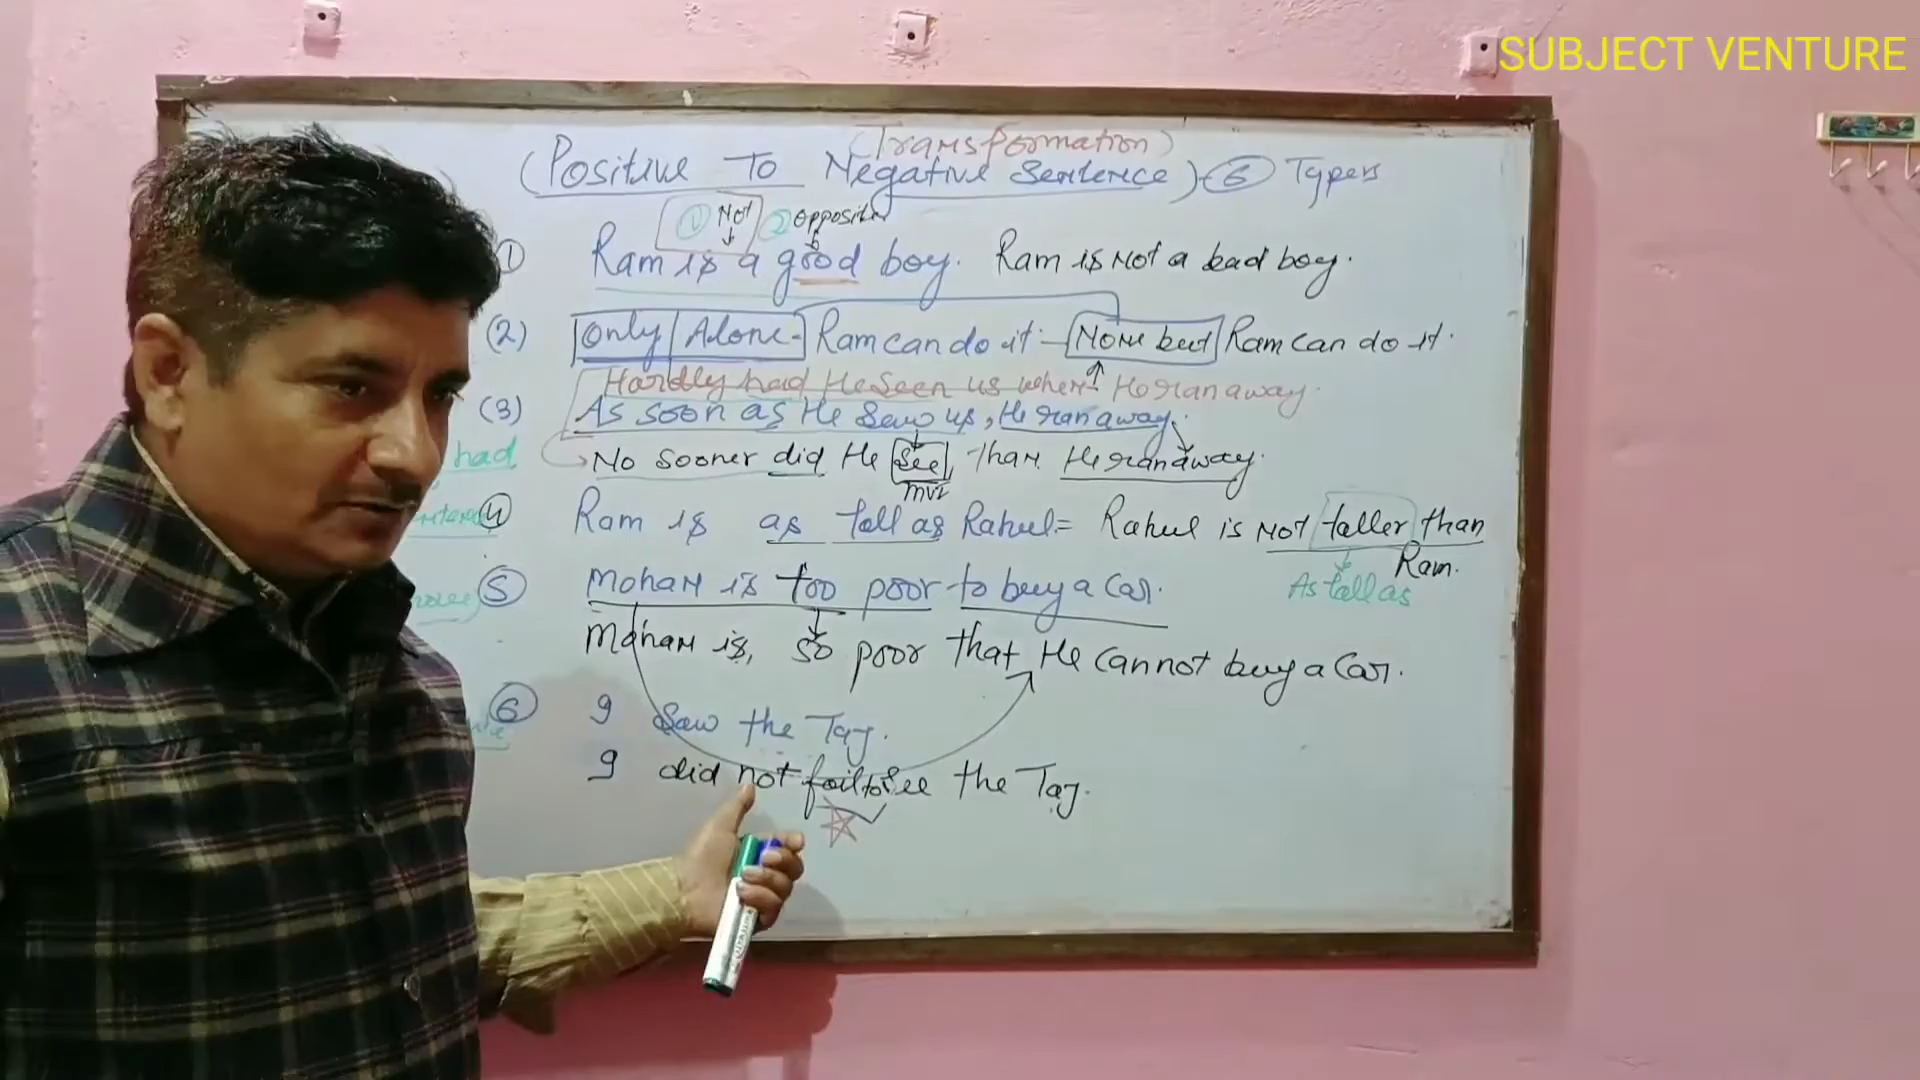 SUBJECT VENTURE
(Transformation)
(Positive To Negative Sentence) - 6 Types
1 Not 2 opposite
1 Ram is a good boy. Ram is not a bad boy.
(2) Only Alone - Ram can do it - None but Ram can do it.
Hardly had He seen us when He ran away.
(3) As soon as He saw us, He ran away.
had No sooner did He see, than He ran away.
MV1
4 Ram is as tall as Rahul = Rahul is not taller than
Ram.
As tall as
5 Mohan is too poor to buy a Car.
Mohan is, so poor that He cannot buy a Car.
6 I saw the Taj.
I did not fail to see the Taj.